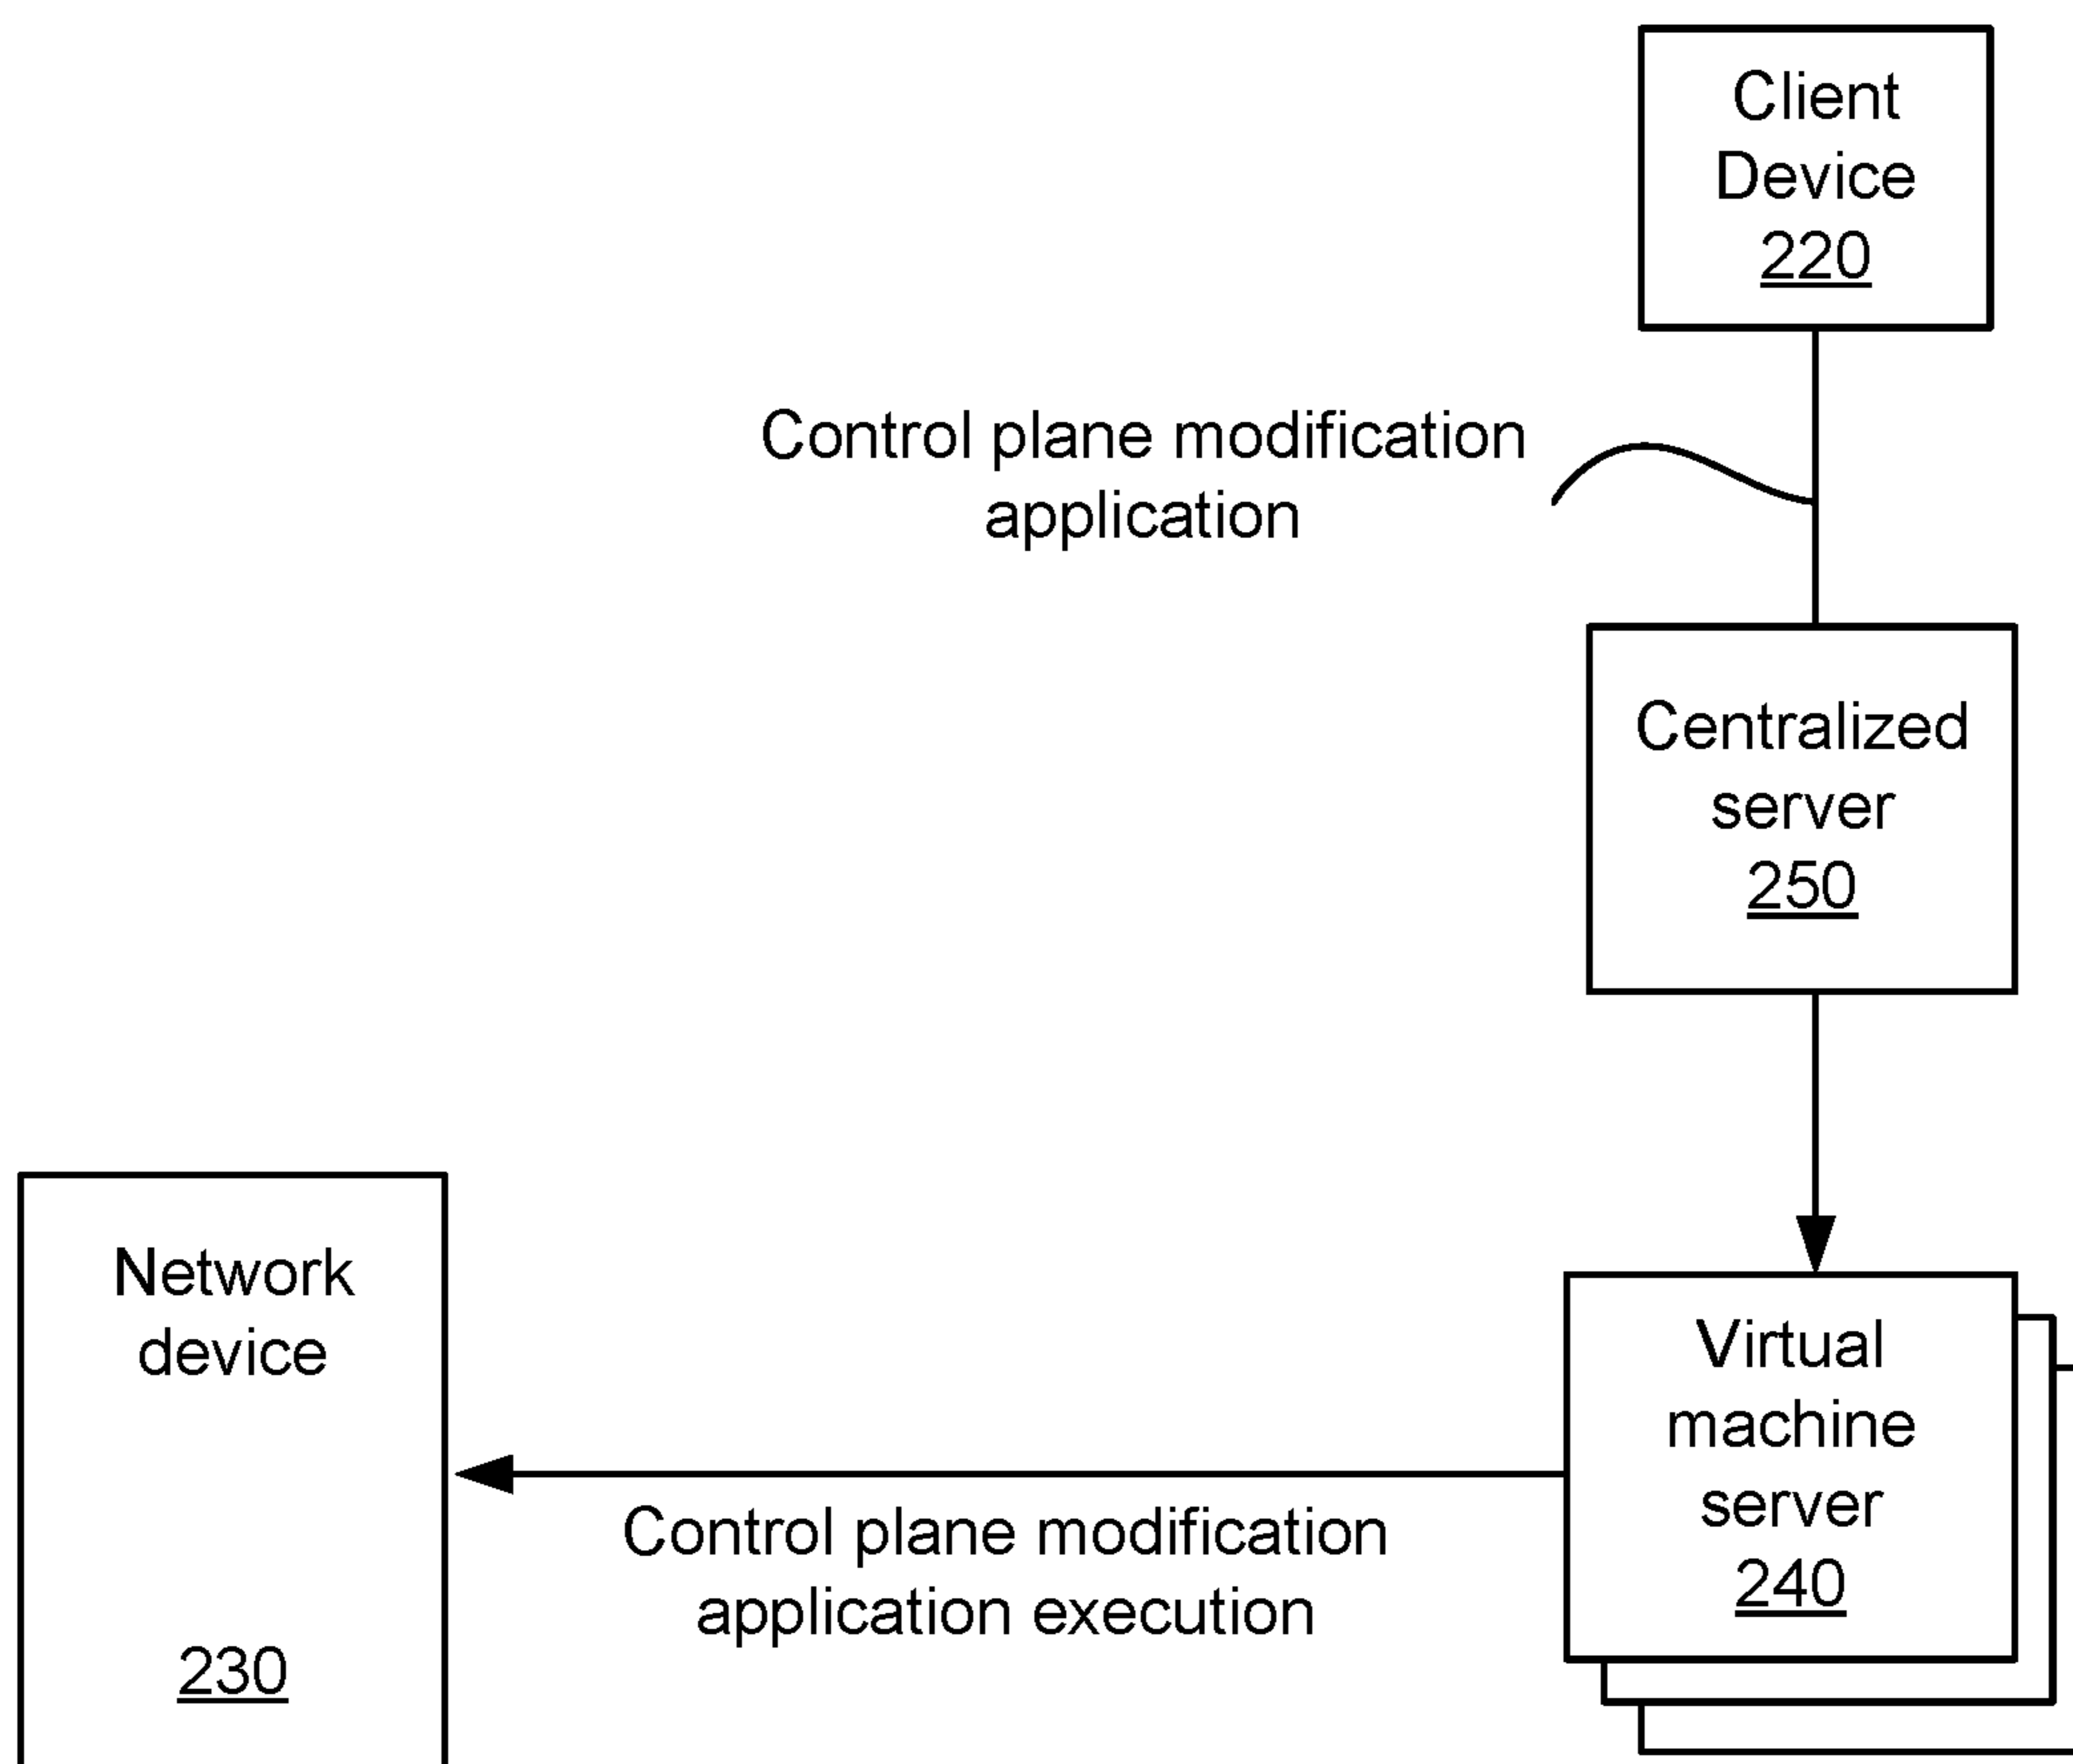 Client
Device
220
Control plane modification
application
Centralized
server
250
Network
device
230
Virtual
machine
server
240
Control plane modification
application execution